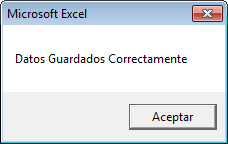 Microsoft Excel
Datos Guardados Correctamente
Aceptar